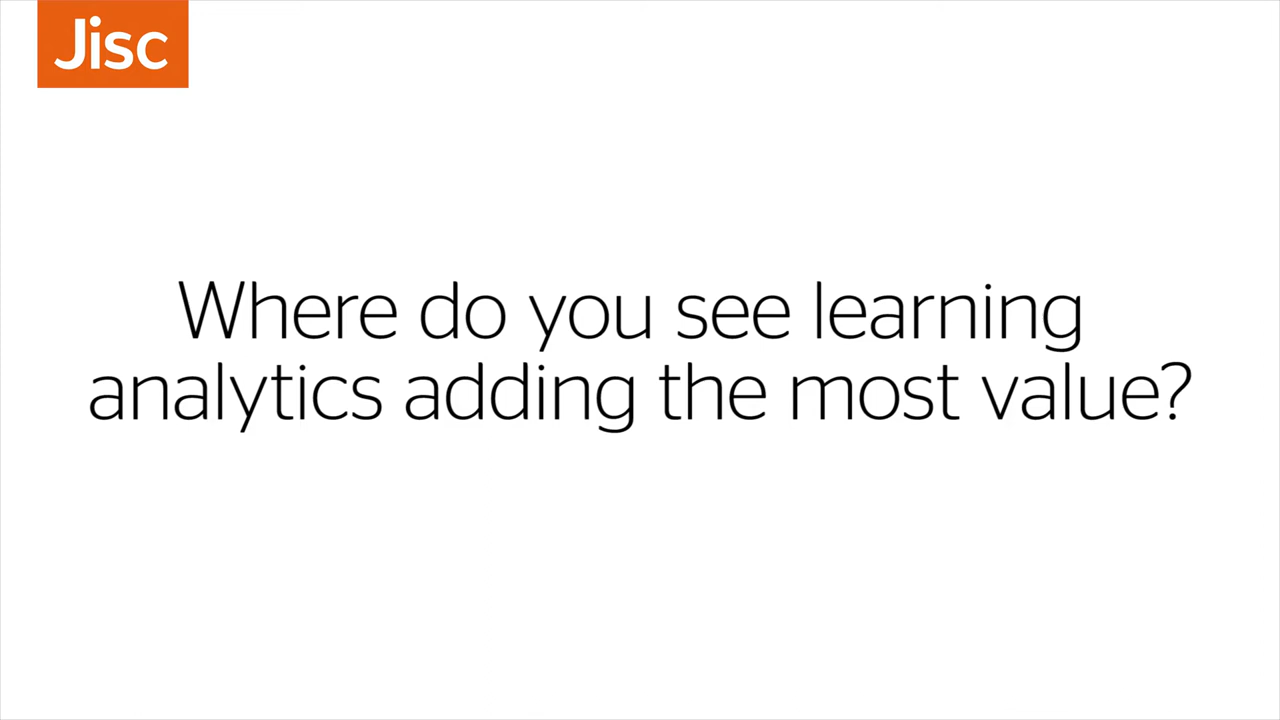 Jisc
Where do you see learning
analytics adding the most value?